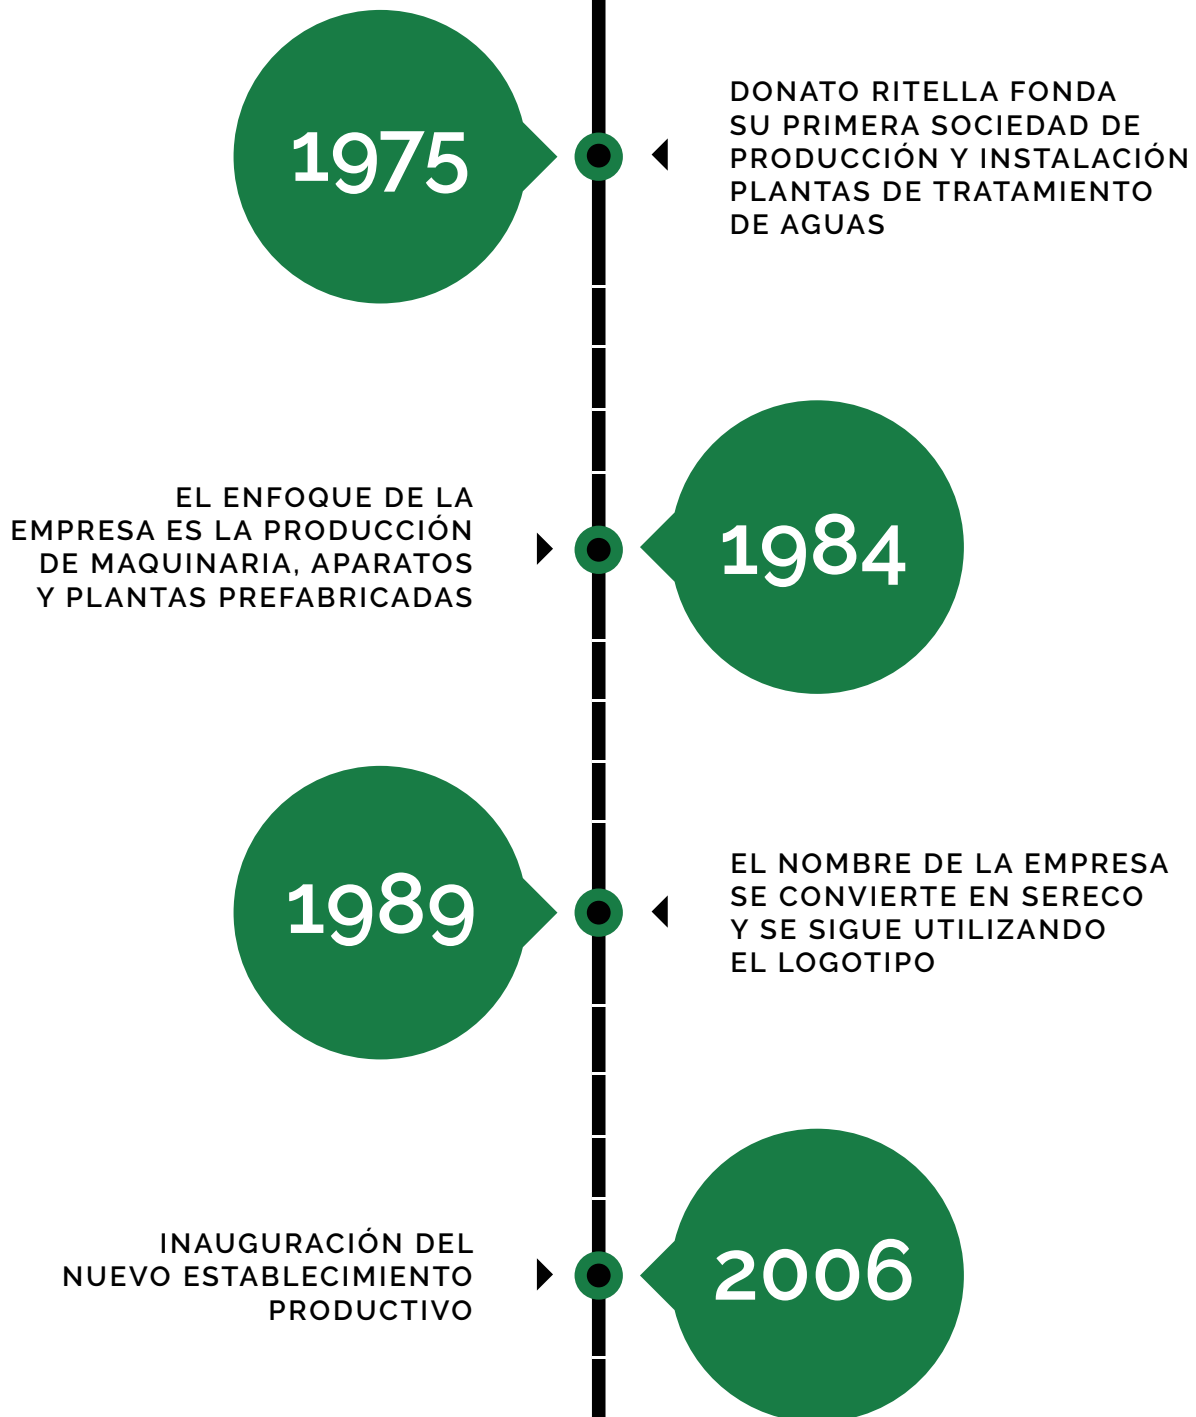 1975
DONATO RITELLA FONDA
SU PRIMERA SOCIEDAD DE
PRODUCCIÓN Y INSTALACIÓN
PLANTAS DE TRATAMIENTO
DE AGUAS
EL ENFOQUE DE LA
EMPRESA ES LA PRODUCCIÓN
DE MAQUINARIA, APARATOS
Y PLANTAS PREFABRICADAS
1984
1989
EL NOMBRE DE LA EMPRESA
SE CONVIERTE EN SERECO
Y SE SIGUE UTILIZANDO
EL LOGOTIPO
INAUGURACIÓN DEL
NUEVO ESTABLECIMIENTO
PRODUCTIVO
2006